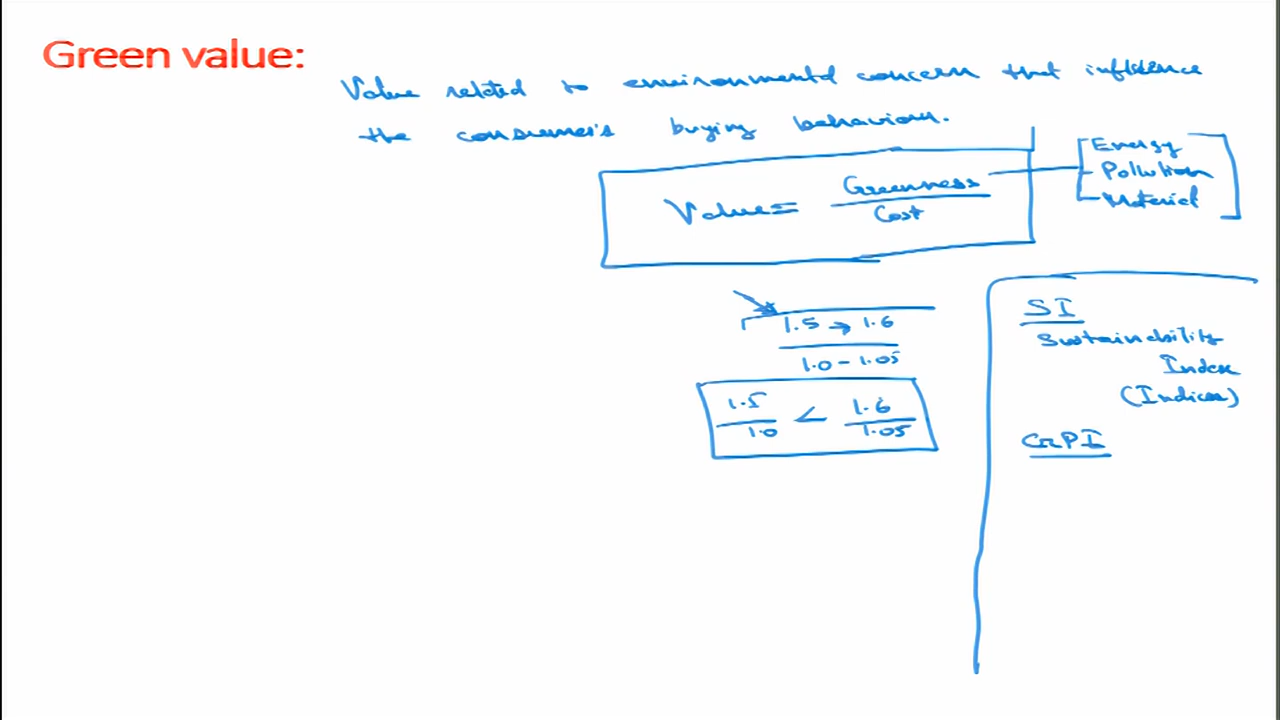 Green value:
Value related to environmental concern that influence
the consumer's buying behaviour.
Value = Greenness / Cost
Energy
Pollution
Material
1.5 → 1.6
1.0 - 1.05
1.5 / 1.0 < 1.6 / 1.05
SI
Sustainability
Index
(Indices)
GPI